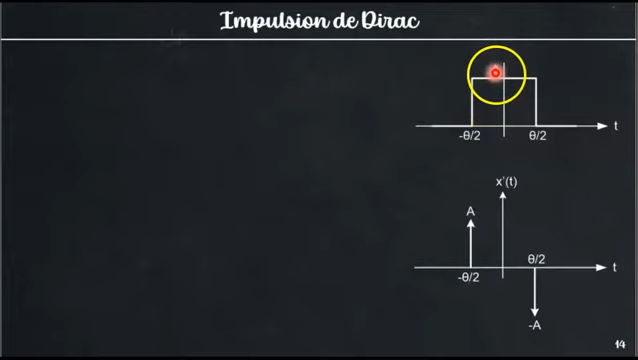 Impulsion de Dirac
t
-θ/2
θ/2
x'(t)
A
θ/2
t
-θ/2
-A
14